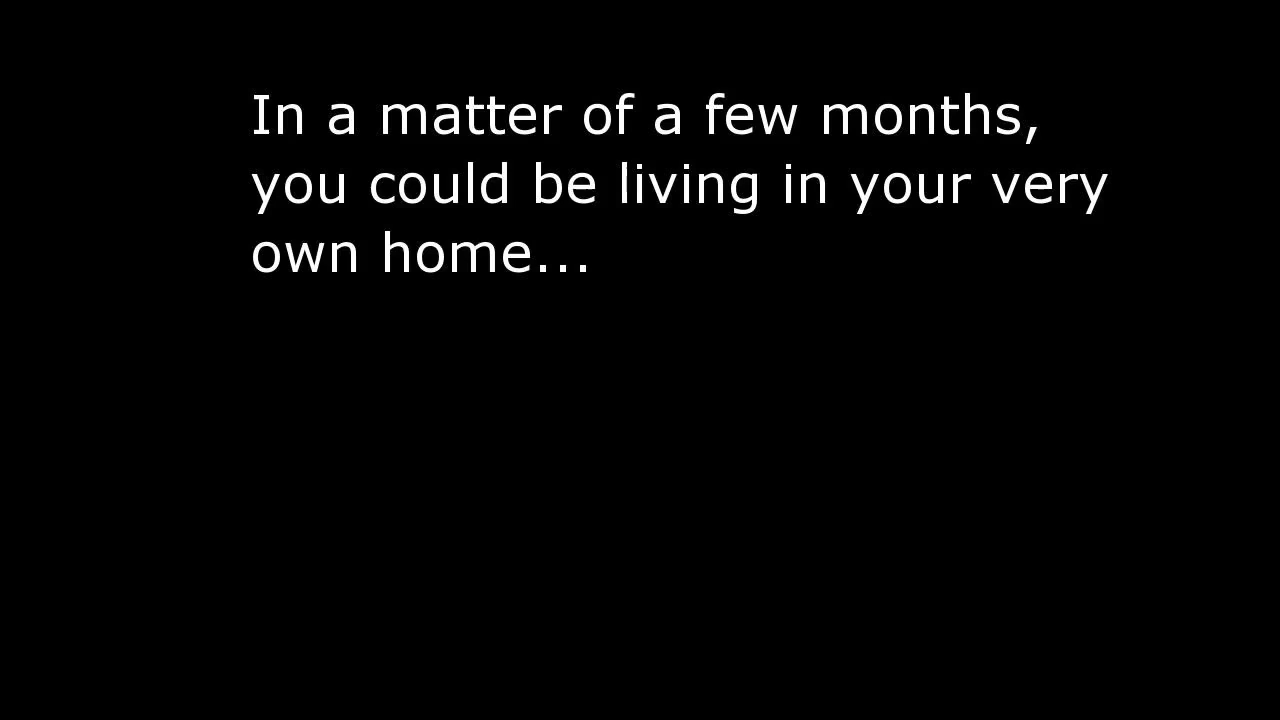 In a matter of a few months,
you could be living in your very
own home...